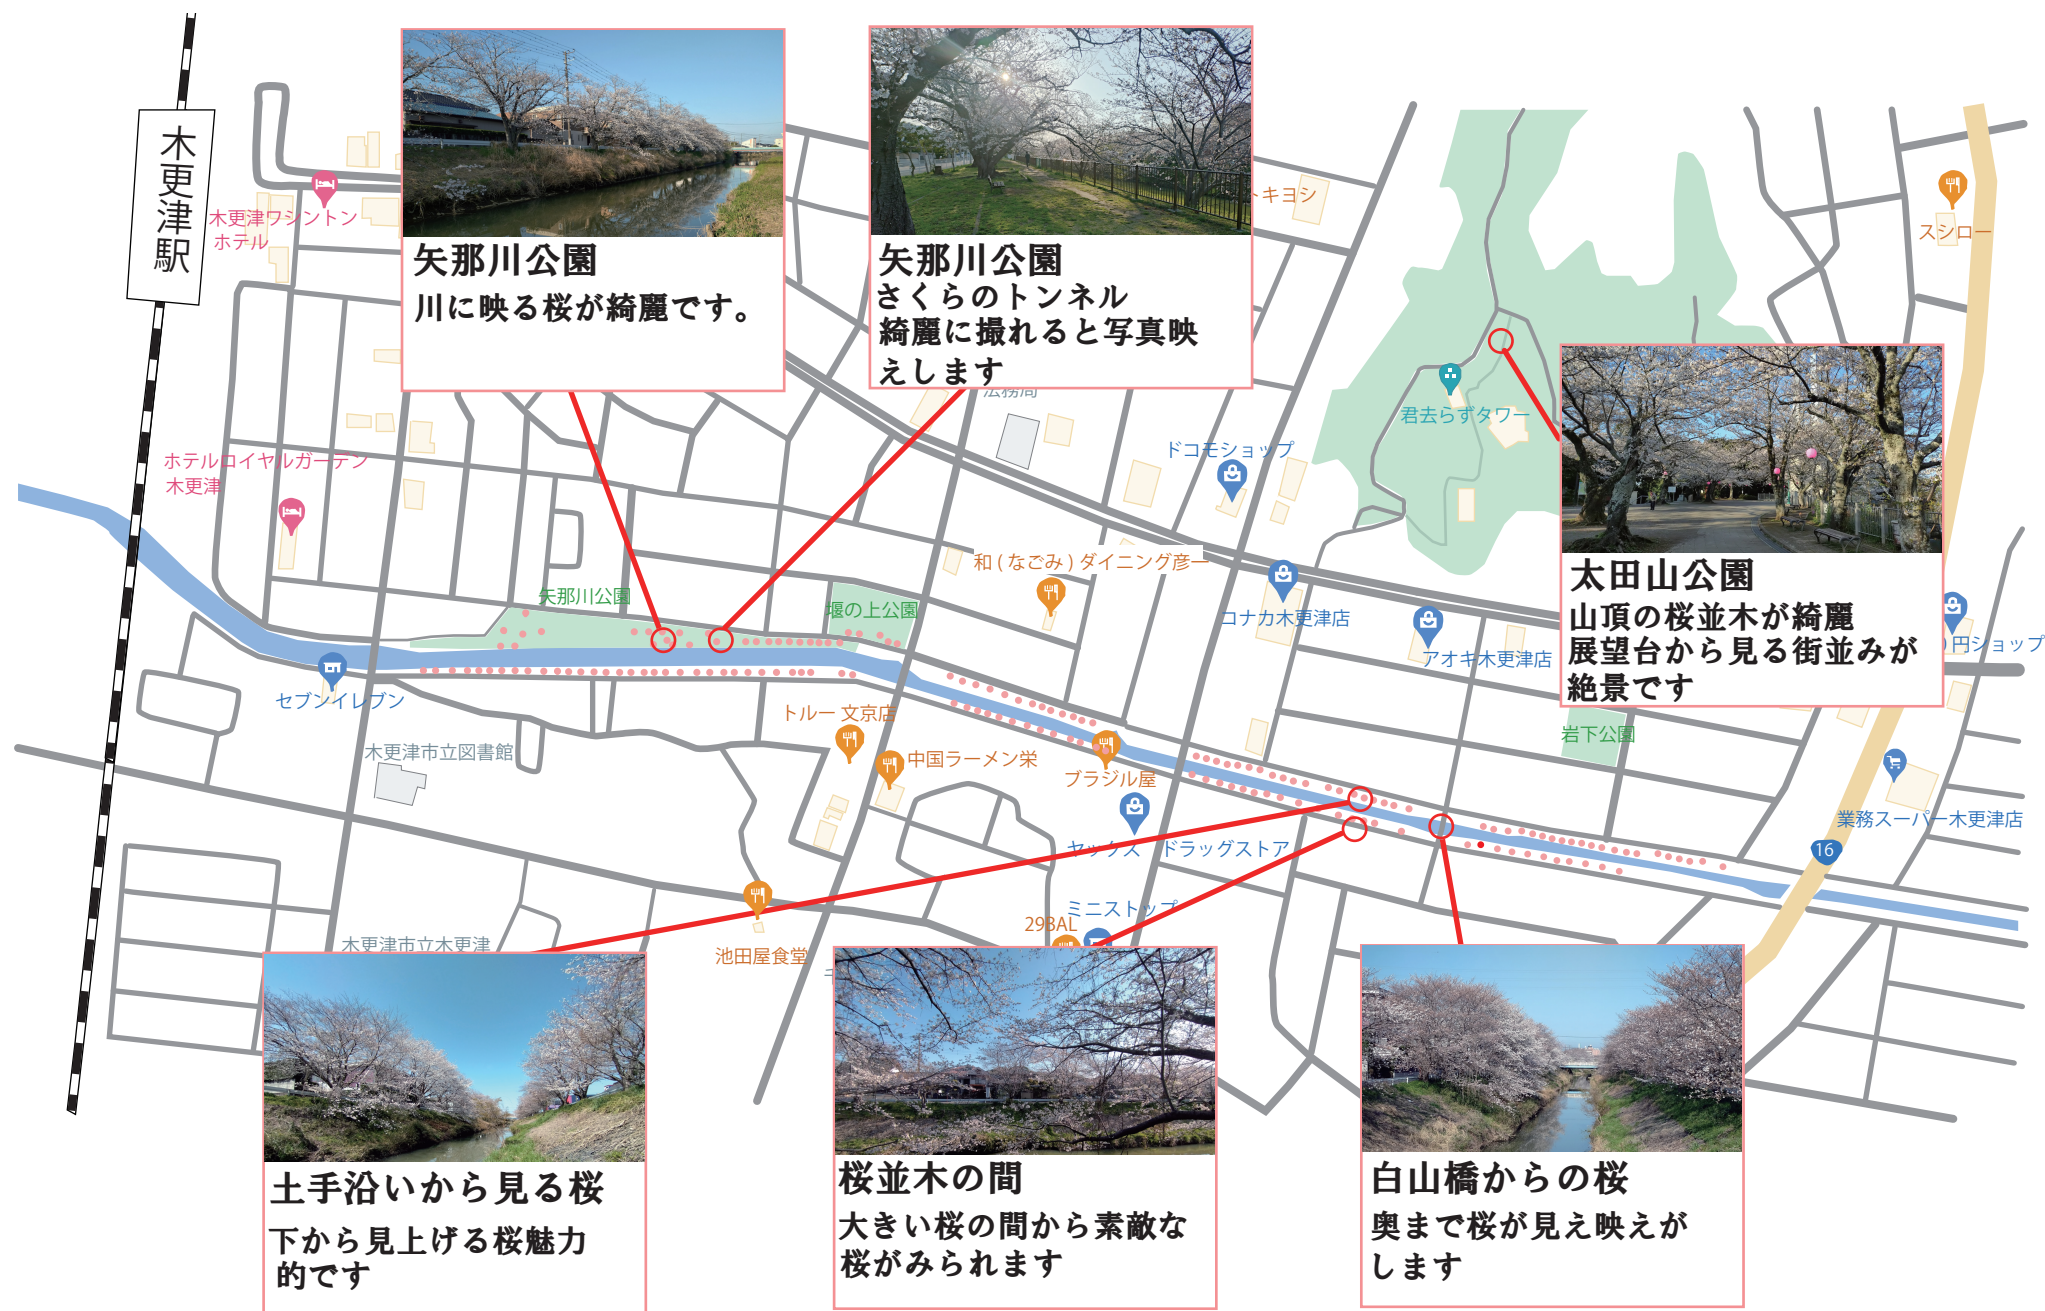 木更津駅
木更津ワシントン
ホテル
矢那川公園
川に映る桜が綺麗です。
矢那川公園
さくらのトンネル
綺麗に撮れると写真映
えします
トキヨシ
スシロー
君去らずタワー
法務局
ドコモショップ
ホテルロイヤルガーデン
木更津
和(なごみ)ダイニング彦一
矢那川公園
堰の上公園
コナカ木更津店
アオキ木更津店
太田山公園
山頂の桜並木が綺麗
展望台から見る街並みが
絶景です
円ショップ
セブンイレブン
トルー 文京店
岩下公園
木更津市立図書館
中国ラーメン栄
ブラジル屋
業務スーパー木更津店
ヤックス ドラッグストア
16
ミニストップ
29BAL
木更津市立木更津
池田屋食堂
土手沿いから見る桜
下から見上げる桜魅力
的です
桜並木の間
大きい桜の間から素敵な
桜がみられます
白山橋からの桜
奥まで桜が見え映えが
します